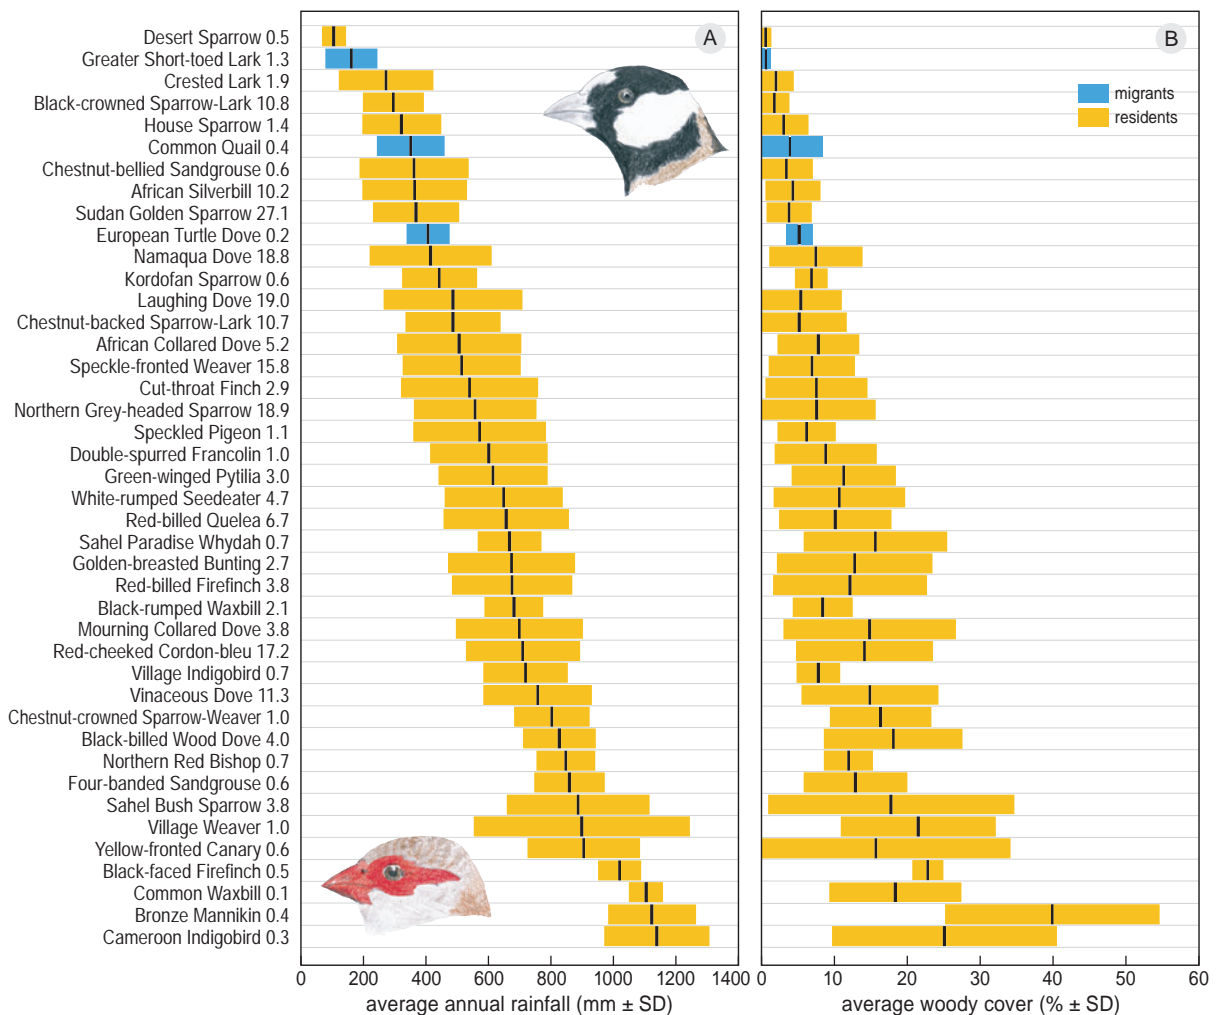 A
B
Desert Sparrow 0.5
Greater Short-toed Lark 1.3
Crested Lark 1.9
Black-crowned Sparrow-Lark 10.8
House Sparrow 1.4
Common Quail 0.4
Chestnut-bellied Sandgrouse 0.6
African Silverbill 10.2
Sudan Golden Sparrow 27.1
European Turtle Dove 0.2
Namaqua Dove 18.8
Kordofan Sparrow 0.6
Laughing Dove 19.0
Chestnut-backed Sparrow-Lark 10.7
African Collared Dove 5.2
Speckle-fronted Weaver 15.8
Cut-throat Finch 2.9
Northern Grey-headed Sparrow 18.9
Speckled Pigeon 1.1
Double-spurred Francolin 1.0
Green-winged Pytilia 3.0
White-rumped Seedeater 4.7
Red-billed Quelea 6.7
Sahel Paradise Whydah 0.7
Golden-breasted Bunting 2.7
Red-billed Firefinch 3.8
Black-rumped Waxbill 2.1
Mourning Collared Dove 3.8
Red-cheeked Cordon-bleu 17.2
Village Indigobird 0.7
Vinaceous Dove 11.3
Chestnut-crowned Sparrow-Weaver 1.0
Black-billed Wood Dove 4.0
Northern Red Bishop 0.7
Four-banded Sandgrouse 0.6
Sahel Bush Sparrow 3.8
Village Weaver 1.0
Yellow-fronted Canary 0.6
Black-faced Firefinch 0.5
Common Waxbill 0.1
Bronze Mannikin 0.4
Cameroon Indigobird 0.3
migrants
residents
0 200 400 600 800 1000 1200 1400
average annual rainfall (mm ± SD)
0 10 20 30 40 50 60
average woody cover (% ± SD)